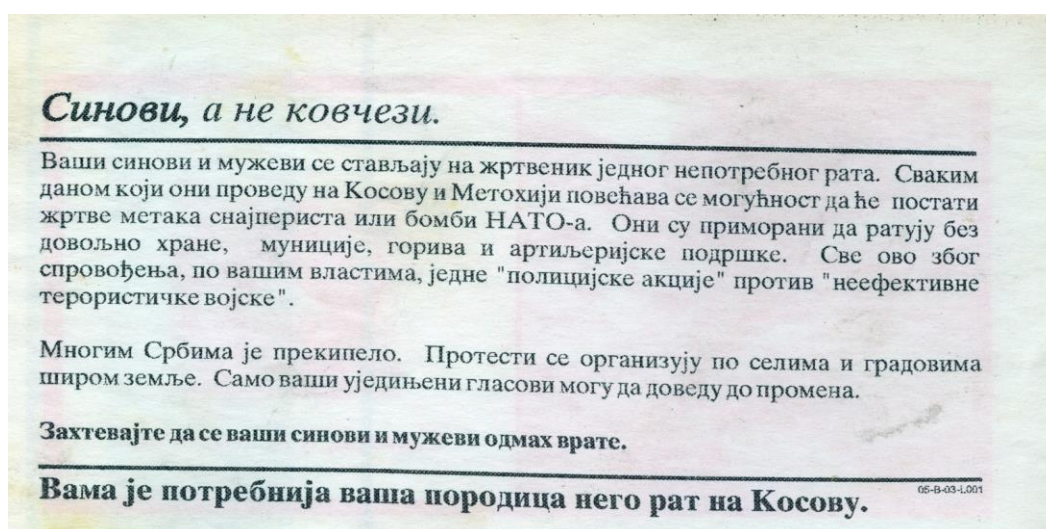 Синови, а не ковчези.
Ваши синови и мужеви се стављају на жртвеник једног непотребног рата. Сваким
даном који они проведу на Косову и Метохији повећава се могућност да ће постати
жртве метака снајпериста или бомби НАТО-а. Они су приморани да ратују без
довољно хране, муниције, горива и артиљеријске подршке. Све ово због
спровођења, по вашим властима, једне "полицијске акције" против "неефективне
терористичке војске".
Многим Србима је прекипело. Протести се организују по селима и градовима
широм земље. Само ваши уједињени гласови могу да доведу до промена.
Захтевајте да се ваши синови и мужеви одмах врате.
Вама је потребнија ваша породица него рат на Косову.
05-B-03-L001